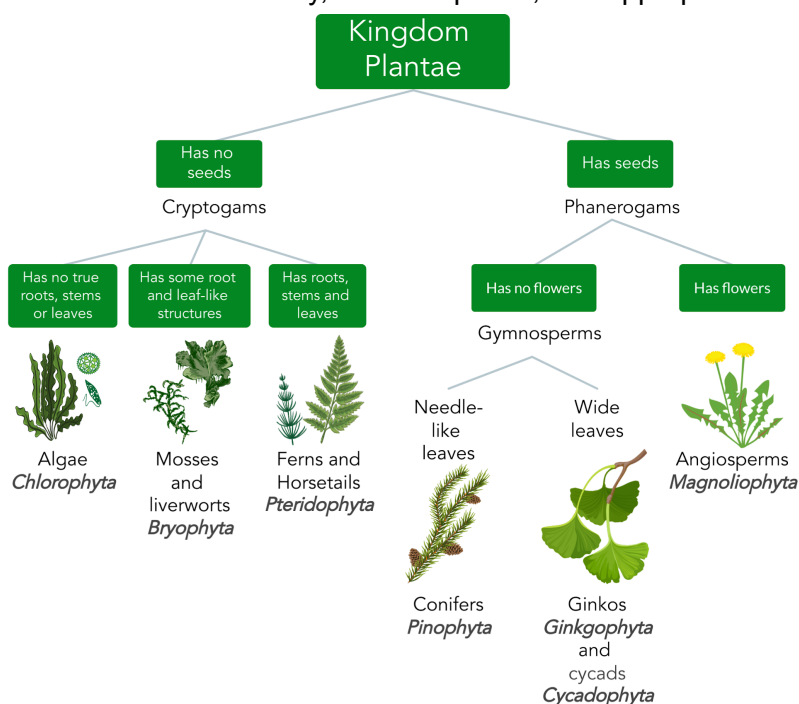 Kingdom
Plantae
Has no
seeds
Has seeds
Cryptogams
Phanerogams
Has no true
roots, stems
or leaves
Has some root
and leaf-like
structures
Has roots,
stems and
leaves
Has no flowers
Has flowers
Gymnosperms
Needle-
like
leaves
Wide
leaves
Algae
Chlorophyta
Mosses
and
liverworts
Bryophyta
Ferns and
Horsetails
Pteridophyta
Angiosperms
Magnoliophyta
Conifers
Pinophyta
Ginkos
Ginkgophyta
and
cycads
Cycadophyta